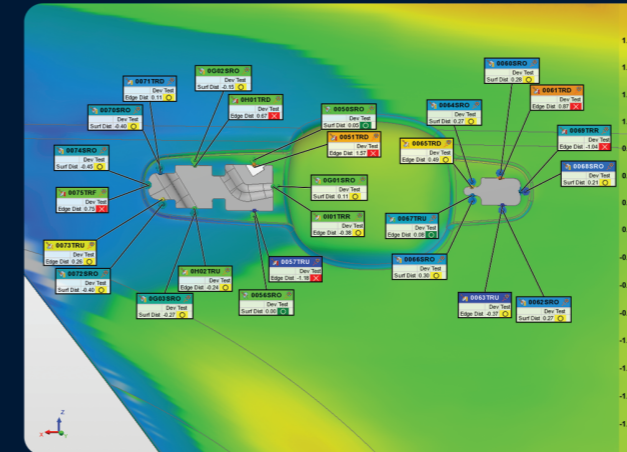 0060SRO
Dev Test
Surf Dist 0.28
0G02SRO
Dev Test
Surf Dist -0.15
0071TRD
Dev Test
Edge Dist 0.11
0061TRD
Dev Test
Edge Dist 0.87
0H01TRD
Dev Test
Edge Dist 0.67
0064SRO
Dev Test
Surf Dist 0.27
0070SRO
Dev Test
Surf Dist -0.40
0050SRO
Dev Test
Surf Dist 0.03
0060TRR
Dev Test
Edge Dist -1.04
0051TRD
Dev Test
Edge Dist 1.57
0065TRD
Dev Test
Edge Dist 0.49
0074SRO
Dev Test
Surf Dist -0.45
0068SRO
Dev Test
Surf Dist 0.21
0G01SRO
Dev Test
Surf Dist 0.11
0075TRF
Dev Test
Edge Dist 0.75
0I01TRR
Dev Test
Edge Dist -0.38
0067TRU
Dev Test
Edge Dist 0.08
0073TRU
Dev Test
Edge Dist 0.26
0057TRU
Dev Test
Edge Dist -1.18
0066SRO
Dev Test
Surf Dist 0.30
0072SRO
Dev Test
Surf Dist -0.40
0H02TRU
Dev Test
Edge Dist -0.24
0056SRO
Dev Test
Surf Dist 0.00
0G03SRO
Dev Test
Surf Dist -0.27
0063TRU
Dev Test
Edge Dist -0.37
0062SRO
Dev Test
Surf Dist 0.27
Z
X
Y